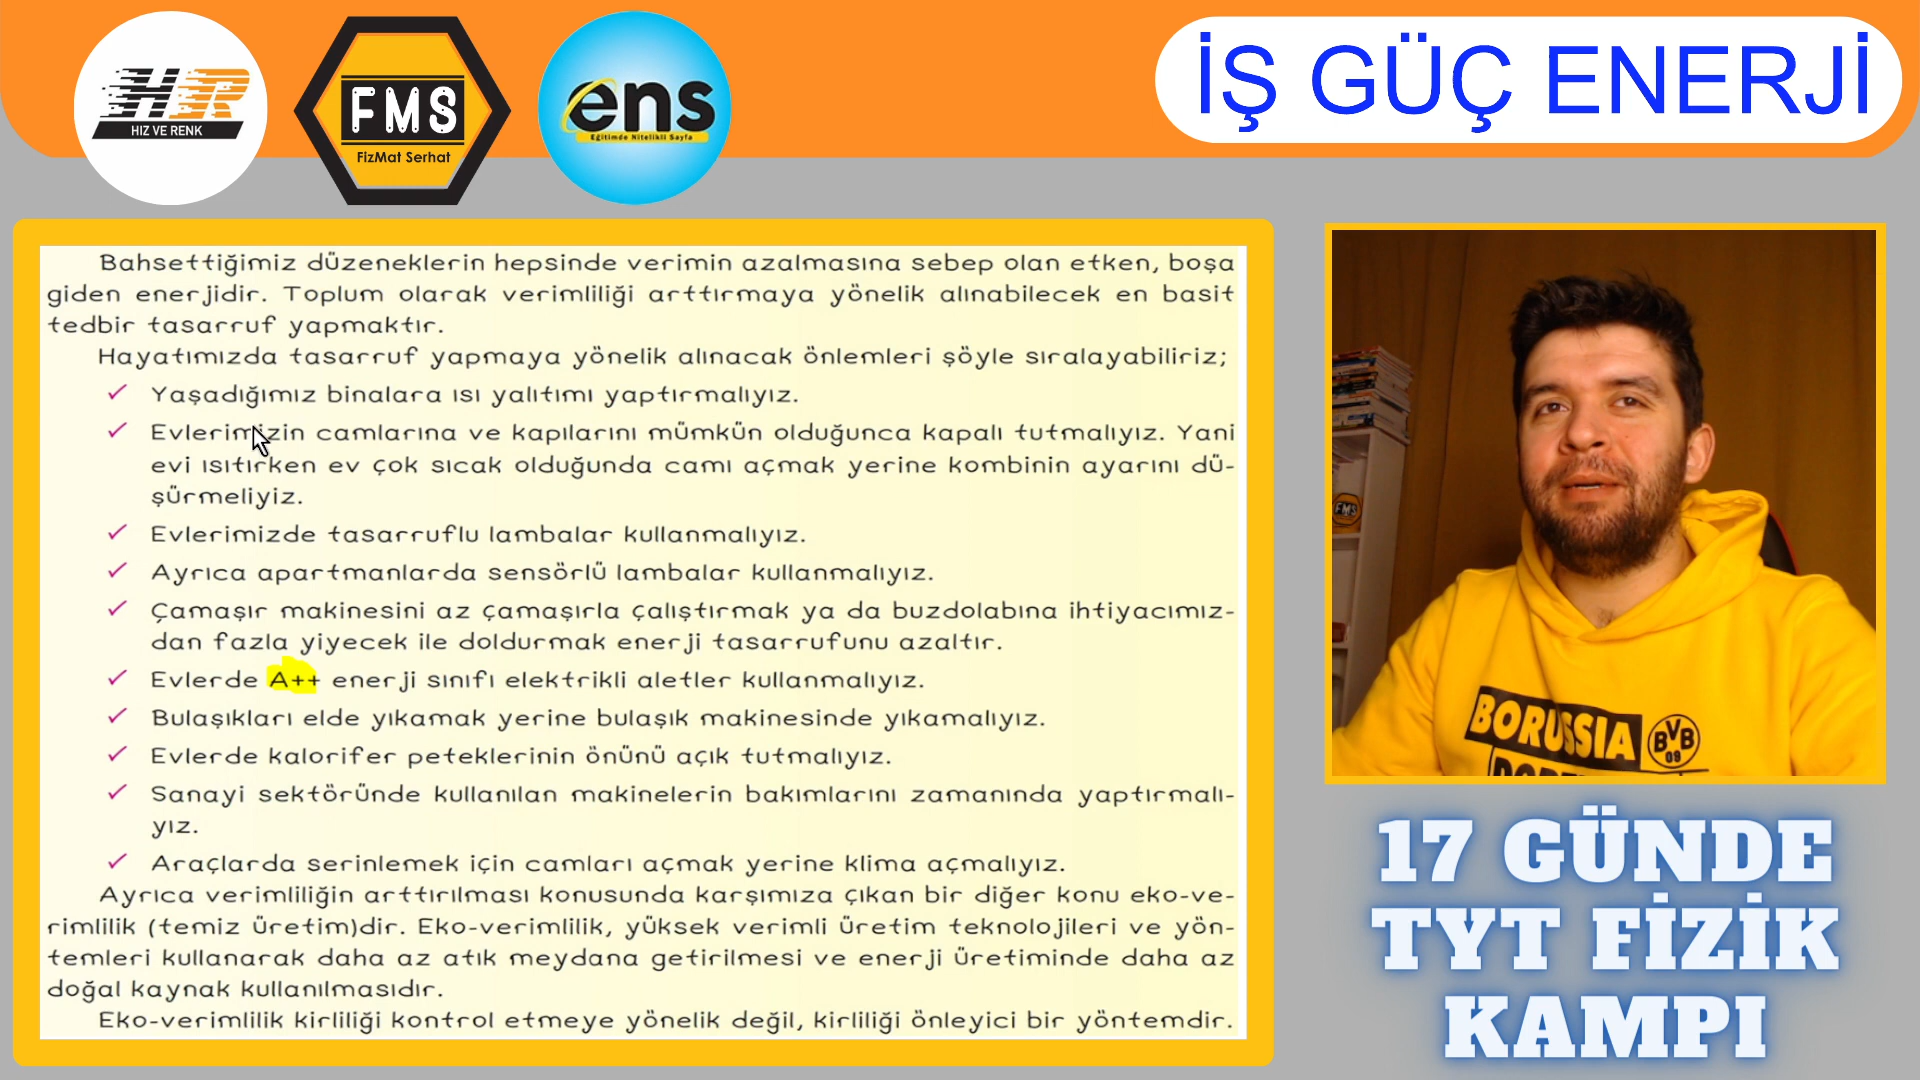 HR
HIZ VE RENK
FMS
FizMat Serhat
ens
Eğitimde Nitelikli Sayfa
İŞ GÜÇ ENERJİ
Bahsettiğimiz düzeneklerin hepsinde verimin azalmasına sebep olan etken, boşa
giden enerjidir. Toplum olarak verimliliği arttırmaya yönelik alınabilecek en basit
tedbir tasarruf yapmaktır.
Hayatımızda tasarruf yapmaya yönelik alınacak önlemleri şöyle sıralayabiliriz;
✓ Yaşadığımız binalara ısı yalıtımı yaptırmalıyız.
✓ Evlerimizin camlarına ve kapılarını mümkün olduğunca kapalı tutmalıyız. Yani
evi ısıtırken ev çok sıcak olduğunda camı açmak yerine kombinin ayarını dü-
şürmeliyiz.
✓ Evlerimizde tasarruflu lambalar kullanmalıyız.
✓ Ayrıca apartmanlarda sensörlü lambalar kullanmalıyız.
✓ Çamaşır makinesini az çamaşırla çalıştırmak ya da buzdolabına ihtiyacımız-
dan fazla yiyecek ile doldurmak enerji tasarrufunu azaltır.
✓ Evlerde A++ enerji sınıfı elektrikli aletler kullanmalıyız.
✓ Bulaşıkları elde yıkamak yerine bulaşık makinesinde yıkamalıyız.
✓ Evlerde kalorifer peteklerinin önünü açık tutmalıyız.
✓ Sanayi sektöründe kullanılan makinelerin bakımlarını zamanında yaptırmalı-
yız.
✓ Araçlarda serinlemek için camları açmak yerine klima açmalıyız.
Ayrıca verimliliğin arttırılması konusunda karşımıza çıkan bir diğer konu eko-ve-
rimlilik (temiz üretim)dir. Eko-verimlilik, yüksek verimli üretim teknolojileri ve yön-
temleri kullanarak daha az atık meydana getirilmesi ve enerji üretiminde daha az
doğal kaynak kullanılmasıdır.
Eko-verimlilik kirliliği kontrol etmeye yönelik değil, kirliliği önleyici bir yöntemdir.
FMS
BORUSSIA
BVB
09
17 GÜNDE
TYT FİZİK
KAMPI